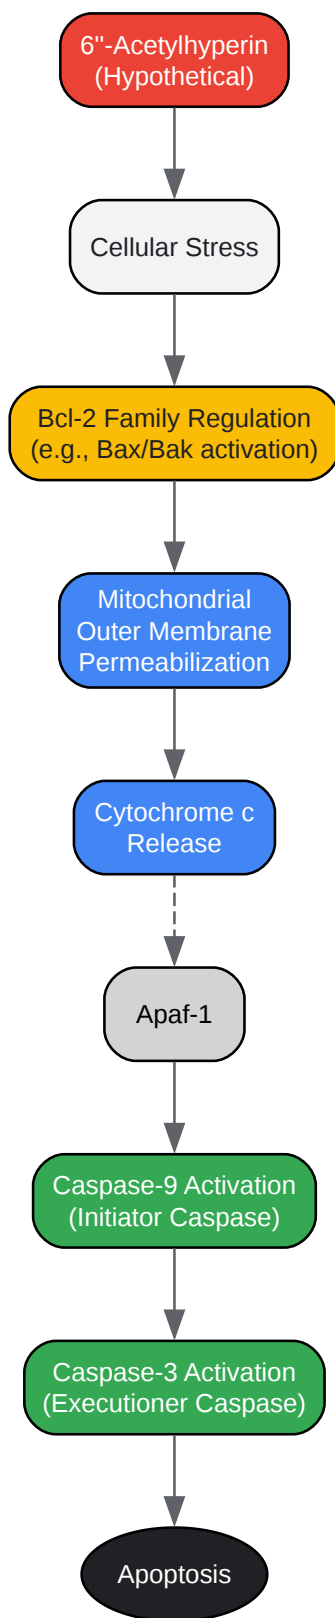 6"-Acetylhyperin
(Hypothetical)
Cellular Stress
Bcl-2 Family Regulation
(e.g., Bax/Bak activation)
Mitochondrial
Outer Membrane
Permeabilization
Cytochrome c
Release
Apaf-1
Caspase-9 Activation
(Initiator Caspase)
Caspase-3 Activation
(Executioner Caspase)
Apoptosis